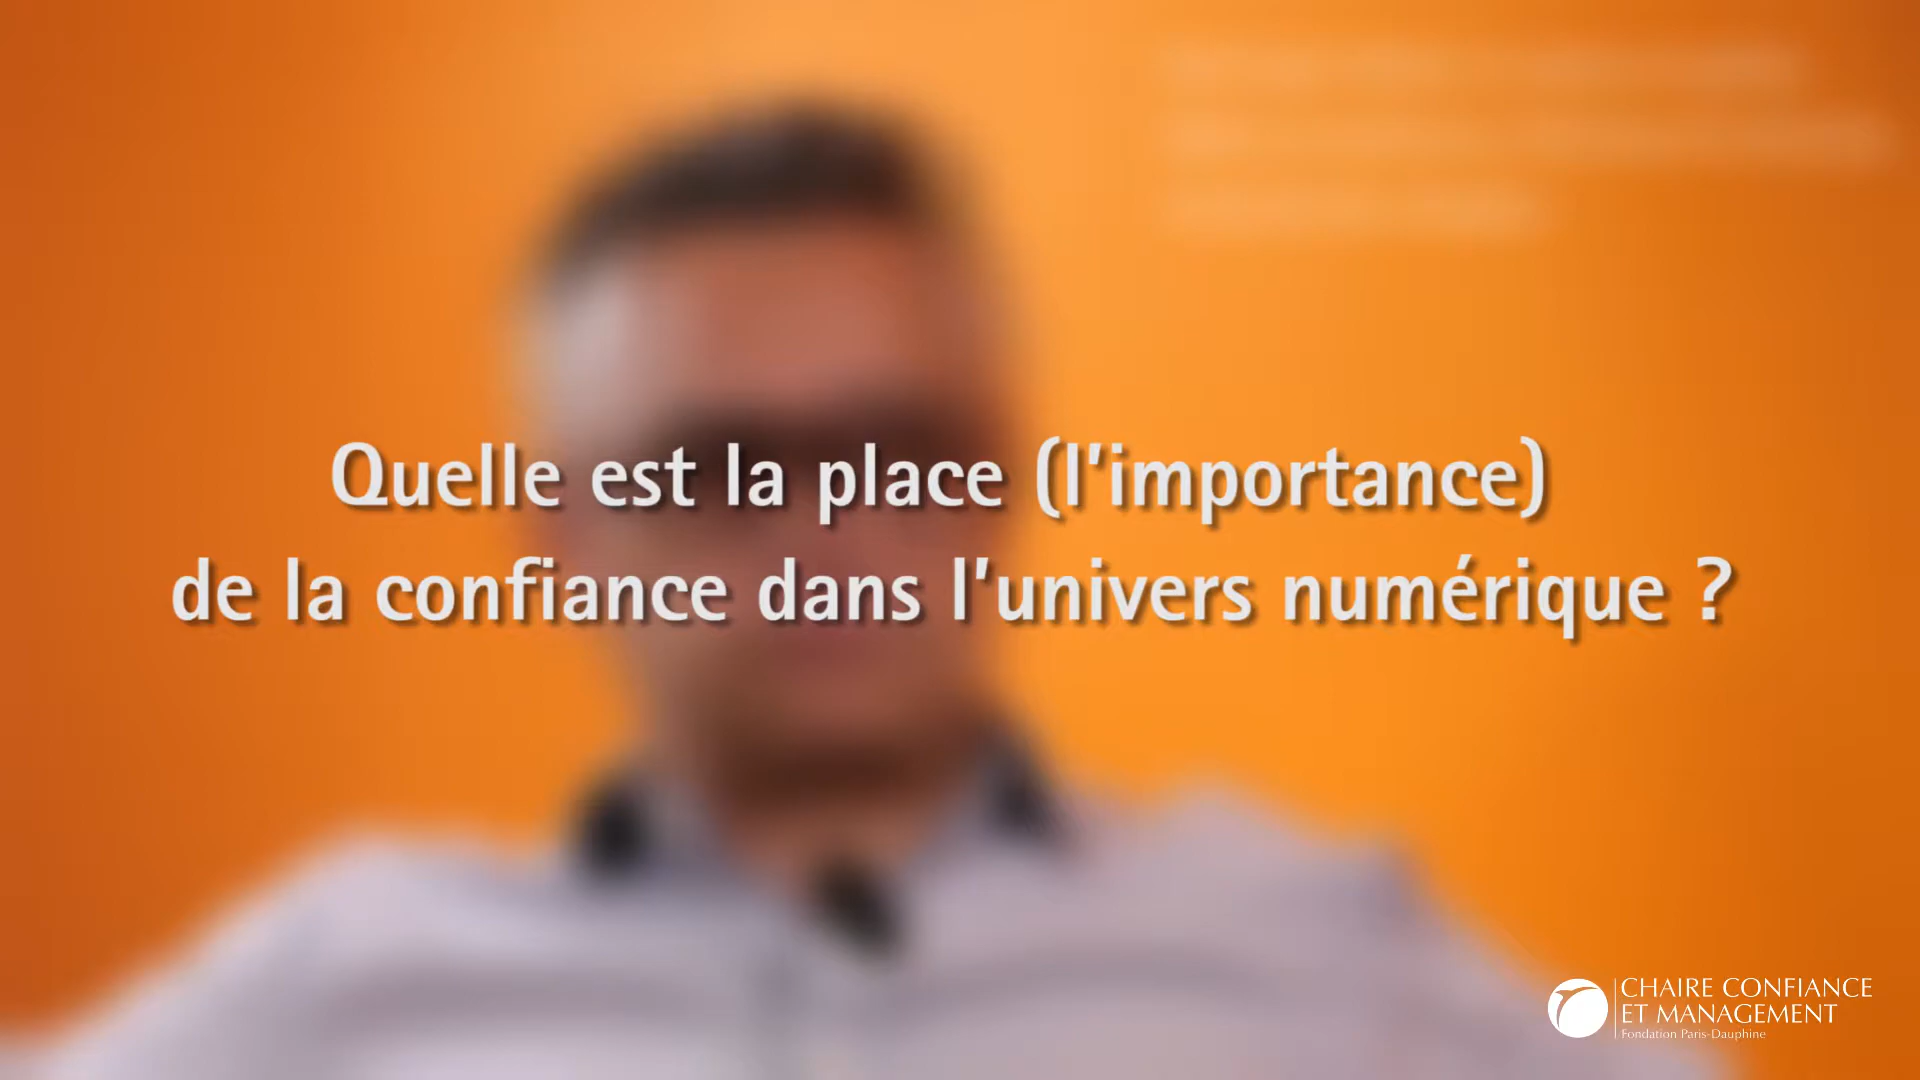 Quelle est la place (l'importance)
de la confiance dans l'univers numérique ?
CHAIRE CONFIANCE
ET MANAGEMENT
Fondation Paris-Dauphine